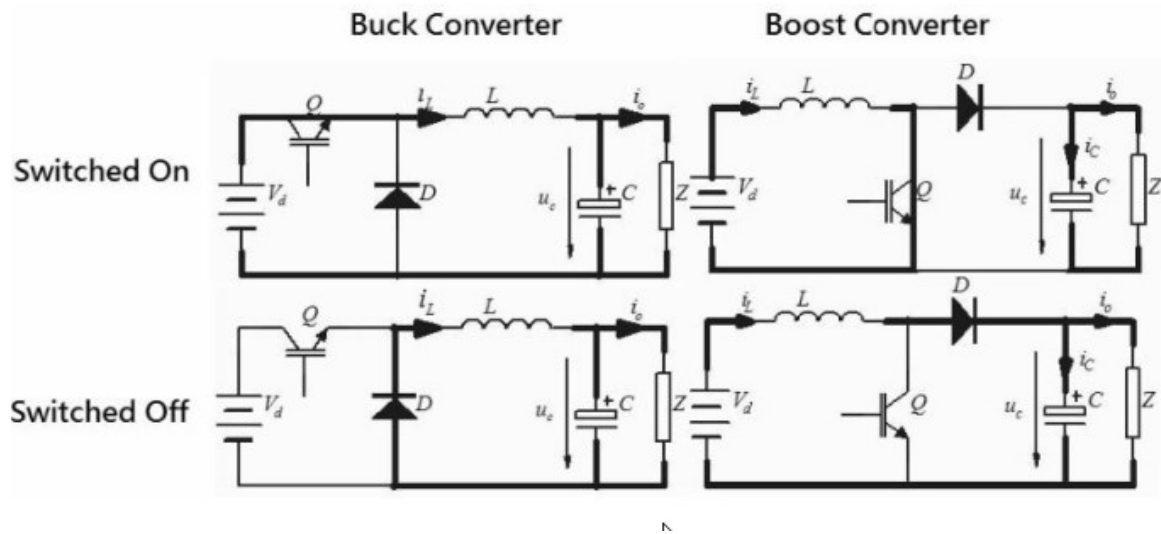 Buck Converter
Boost Converter
Switched On
Q
i_L
L
i_o
V_d
D
u_c
+
C
Z
i_L
L
D
i_o
V_d
Q
i_C
u_c
+
C
Z
Switched Off
Q
i_L
L
i_o
V_d
D
u_c
+
C
Z
i_L
L
D
i_o
V_d
Q
i_C
u_c
+
C
Z